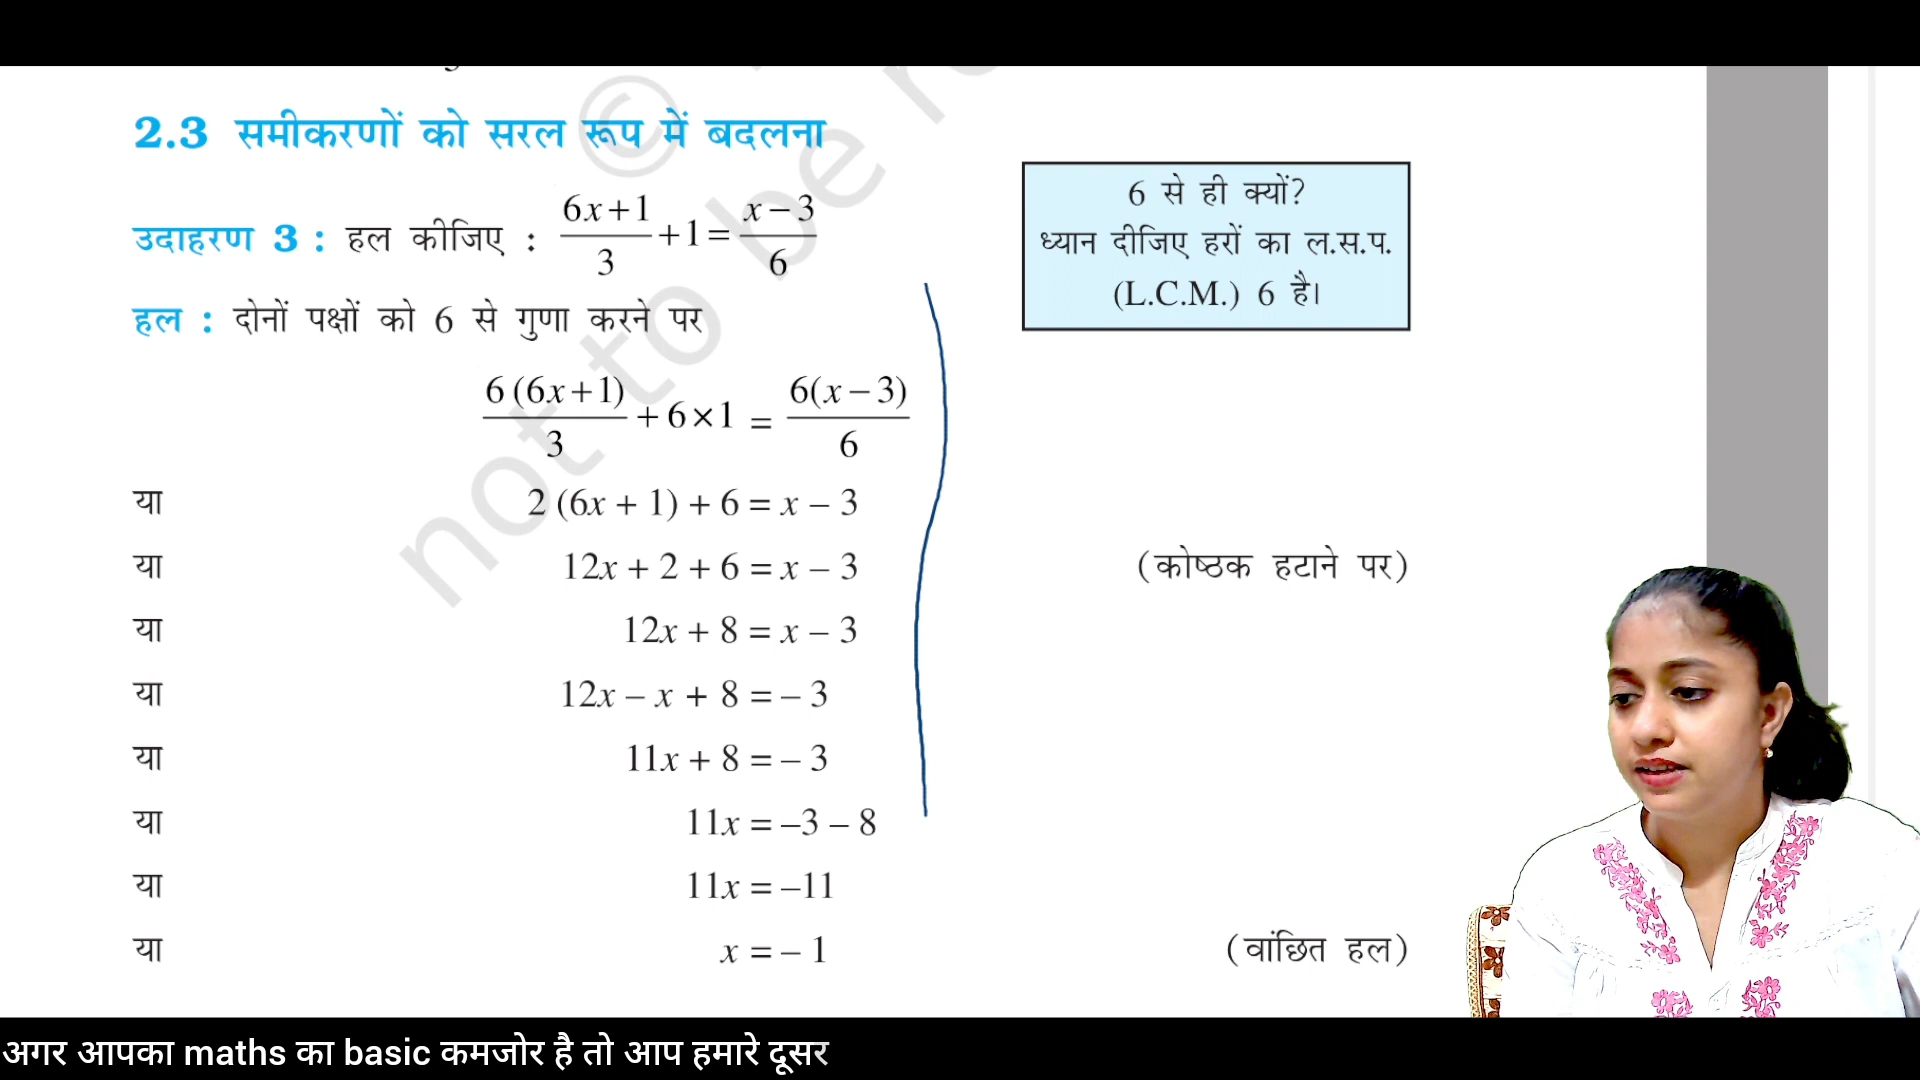 2.3 समीकरणों को सरल रूप में बदलना
उदाहरण 3 : हल कीजिए : (6x+1)/3 + 1 = (x – 3)/6
6 से ही क्यों?
ध्यान दीजिए हरों का ल.स.प.
(L.C.M.) 6 है।
हल : दोनों पक्षों को 6 से गुणा करने पर
6 (6x+1)/3 + 6×1 = 6(x – 3)/6
या 2 (6x + 1) + 6 = x – 3
या 12x + 2 + 6 = x – 3 (कोष्ठक हटाने पर)
या 12x + 8 = x – 3
या 12x – x + 8 = – 3
या 11x + 8 = – 3
या 11x = –3 – 8
या 11x = –11
या x = – 1 (वांछित हल)
© not to be
अगर आपका maths का basic कमजोर है तो आप हमारे दूसर